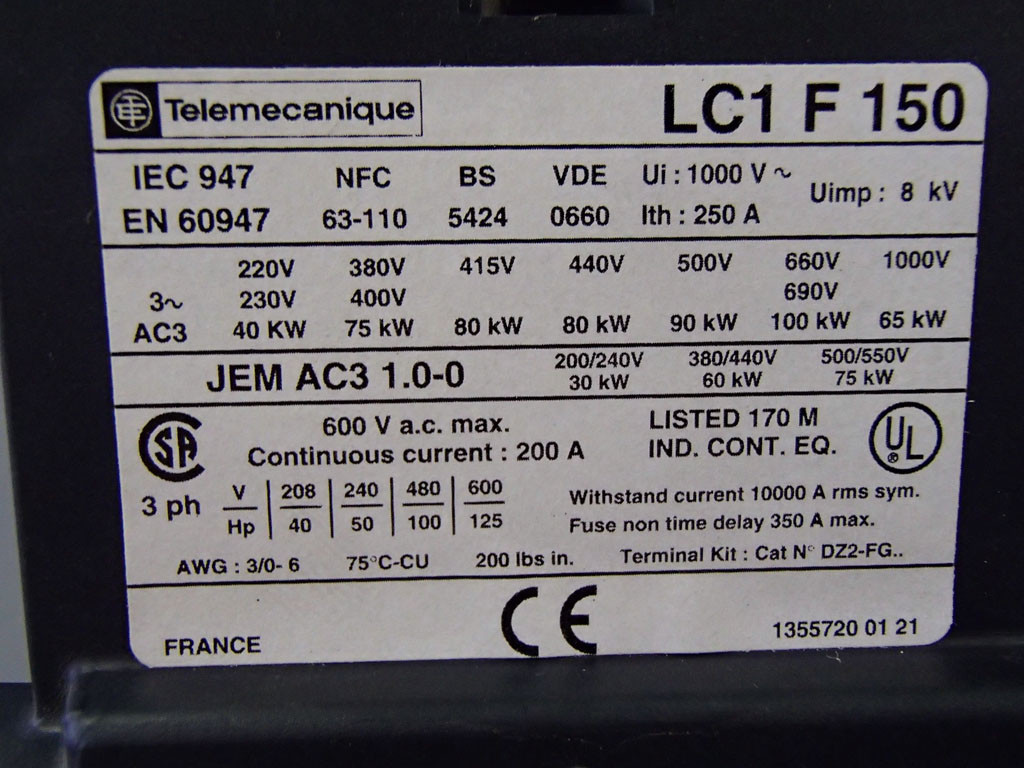 Telemecanique LC1 F 150
IEC 947 NFC BS VDE Ui : 1000 V ~ Uimp : 8 kV
EN 60947 63-110 5424 0660 Ith : 250 A
220V 380V 415V 440V 500V 660V 1000V
3~ 230V 400V 690V
AC3 40 KW 75 kW 80 kW 80 kW 90 kW 100 kW 65 kW
JEM AC3 1.0-0 200/240V 380/440V 500/550V
30 kW 60 kW 75 kW
SA 600 V a.c. max. LISTED 170 M UL ®
Continuous current : 200 A IND. CONT. EQ.
3 ph V 208 240 480 600 Withstand current 10000 A rms sym.
Hp 40 50 100 125 Fuse non time delay 350 A max.
AWG : 3/0- 6 75°C-CU 200 lbs in. Terminal Kit : Cat N° DZ2-FG..
CE
FRANCE 1355720 01 21